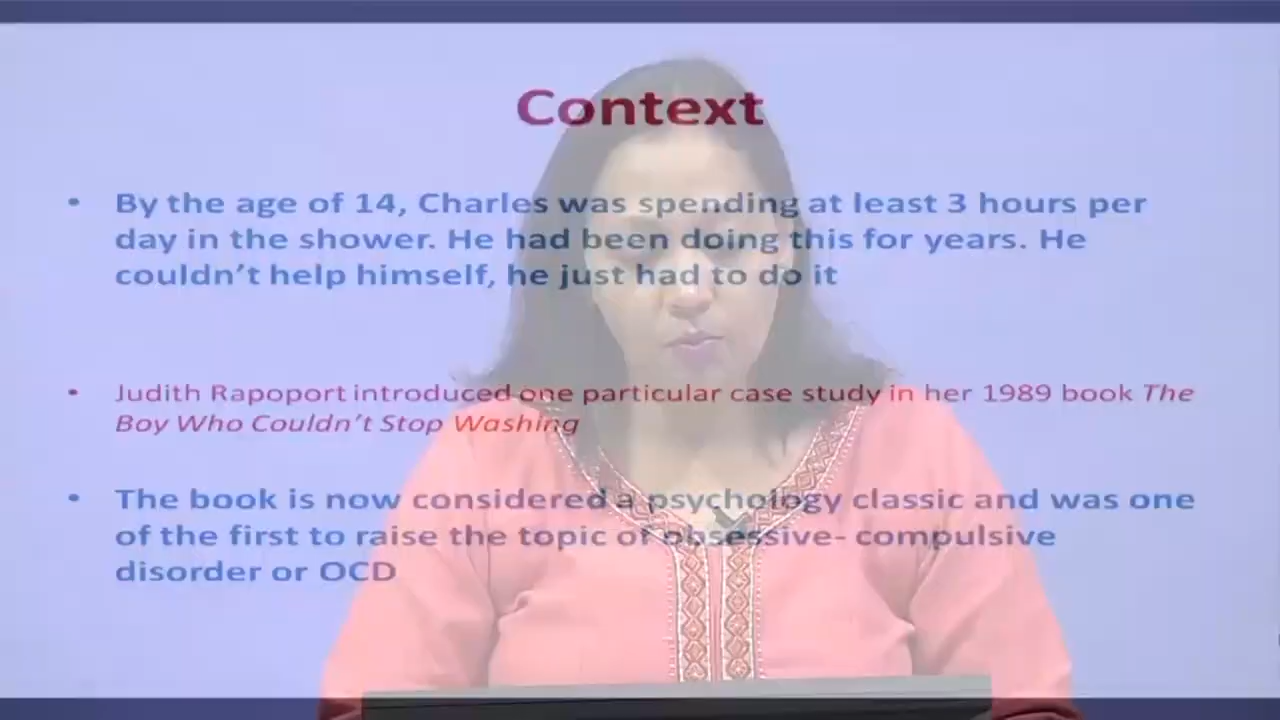 Context
• By the age of 14, Charles was spending at least 3 hours per
day in the shower. He had been doing this for years. He
couldn't help himself, he just had to do it
• Judith Rapoport introduced one particular case study in her 1989 book The
Boy Who Couldn't Stop Washing
• The book is now considered a psychology classic and was one
of the first to raise the topic of obsessive- compulsive
disorder or OCD